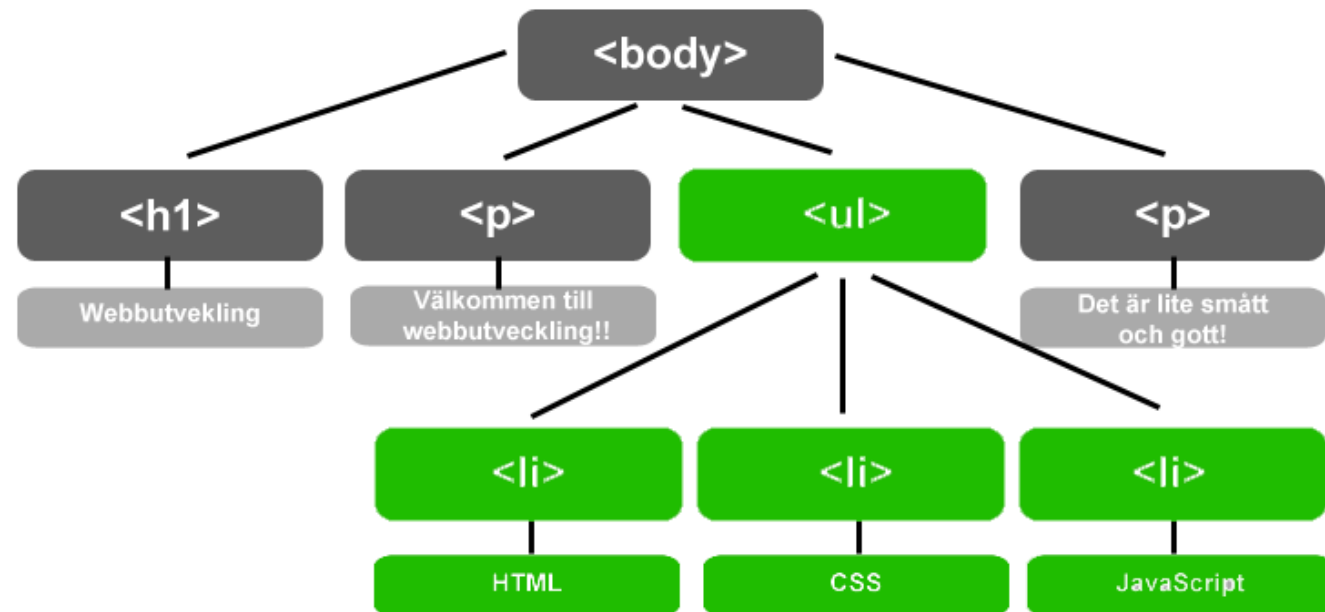 <body>
<h1>
<p>
<ul>
<p>
Webbutvekling
Välkommen till
webbutveckling!!
Det är lite smått
och gott!
<li>
<li>
<li>
HTML
CSS
JavaScript